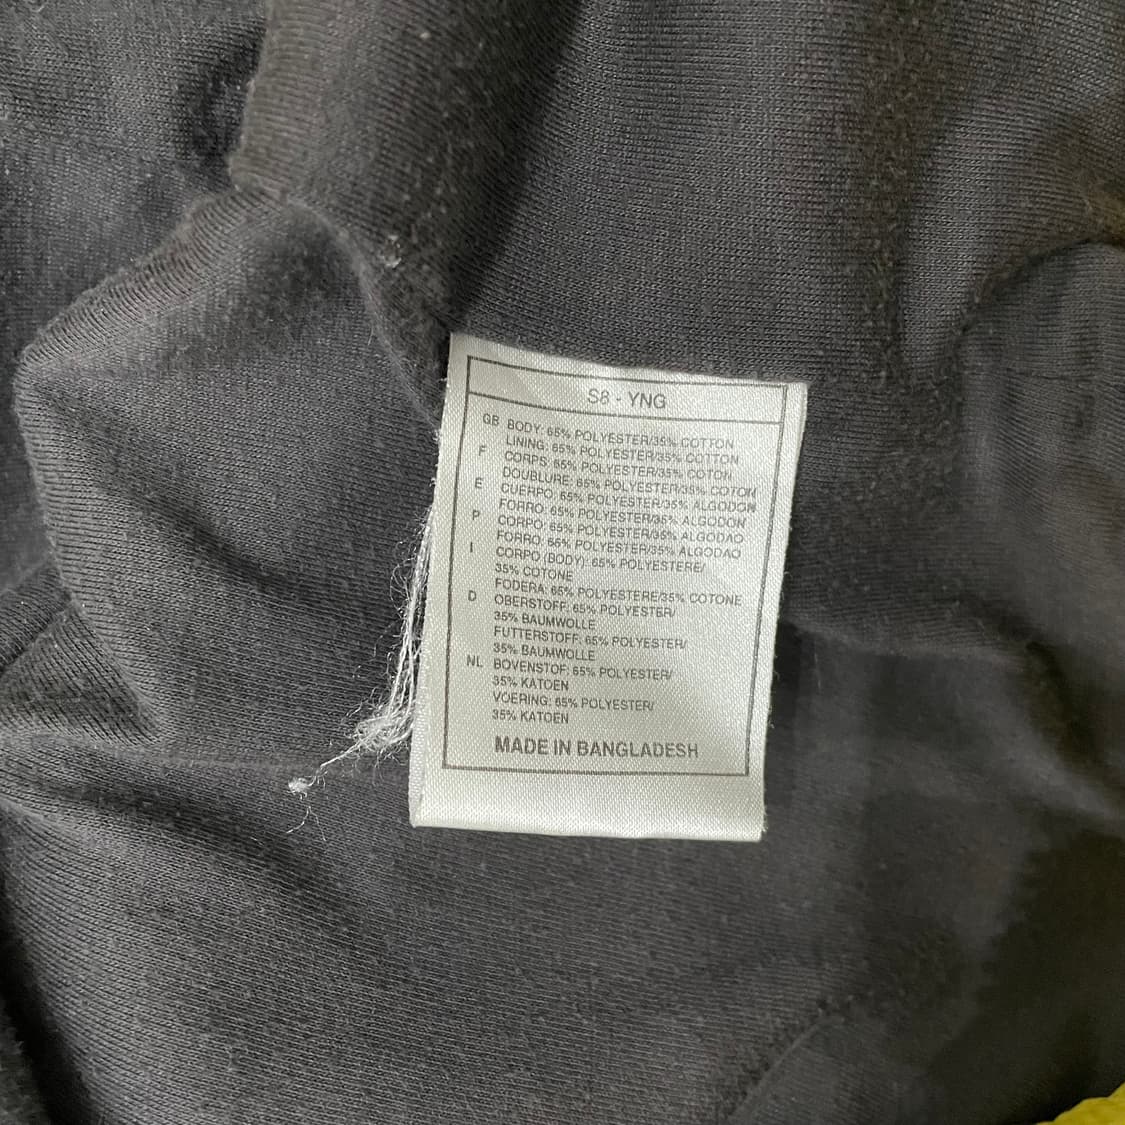 S8 - YNG
GB BODY: 65% POLYESTER/35% COTTON
LINING: 65% POLYESTER/35% COTTON
F CORPS: 65% POLYESTER/35% COTON
DOUBLURE: 65% POLYESTER/35% COTON
E CUERPO: 65% POLYESTER/35% ALGODON
FORRO: 65% POLYESTER/35% ALGODON
P CORPO: 65% POLYESTER/35% ALGODAO
FORRO: 65% POLYESTER/35% ALGODAO
I CORPO (BODY): 65% POLYESTERE/
35% COTONE
FODERA: 65% POLYESTERE/35% COTONE
D OBERSTOFF: 65% POLYESTER/
35% BAUMWOLLE
FUTTERSTOFF: 65% POLYESTER/
35% BAUMWOLLE
NL BOVENSTOF: 65% POLYESTER/
35% KATOEN
VOERING: 65% POLYESTER/
35% KATOEN
MADE IN BANGLADESH